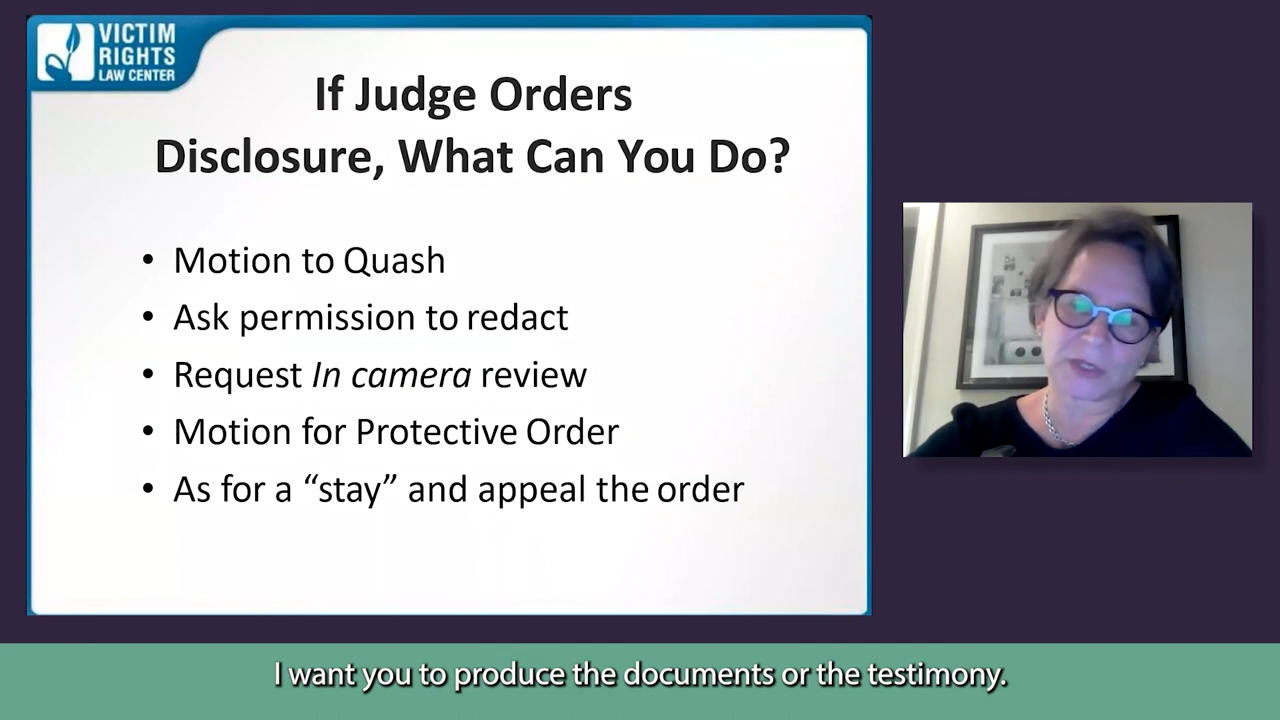 VICTIM
RIGHTS
LAW CENTER
If Judge Orders
Disclosure, What Can You Do?
• Motion to Quash
• Ask permission to redact
• Request In camera review
• Motion for Protective Order
• As for a “stay” and appeal the order
I want you to produce the documents or the testimony.